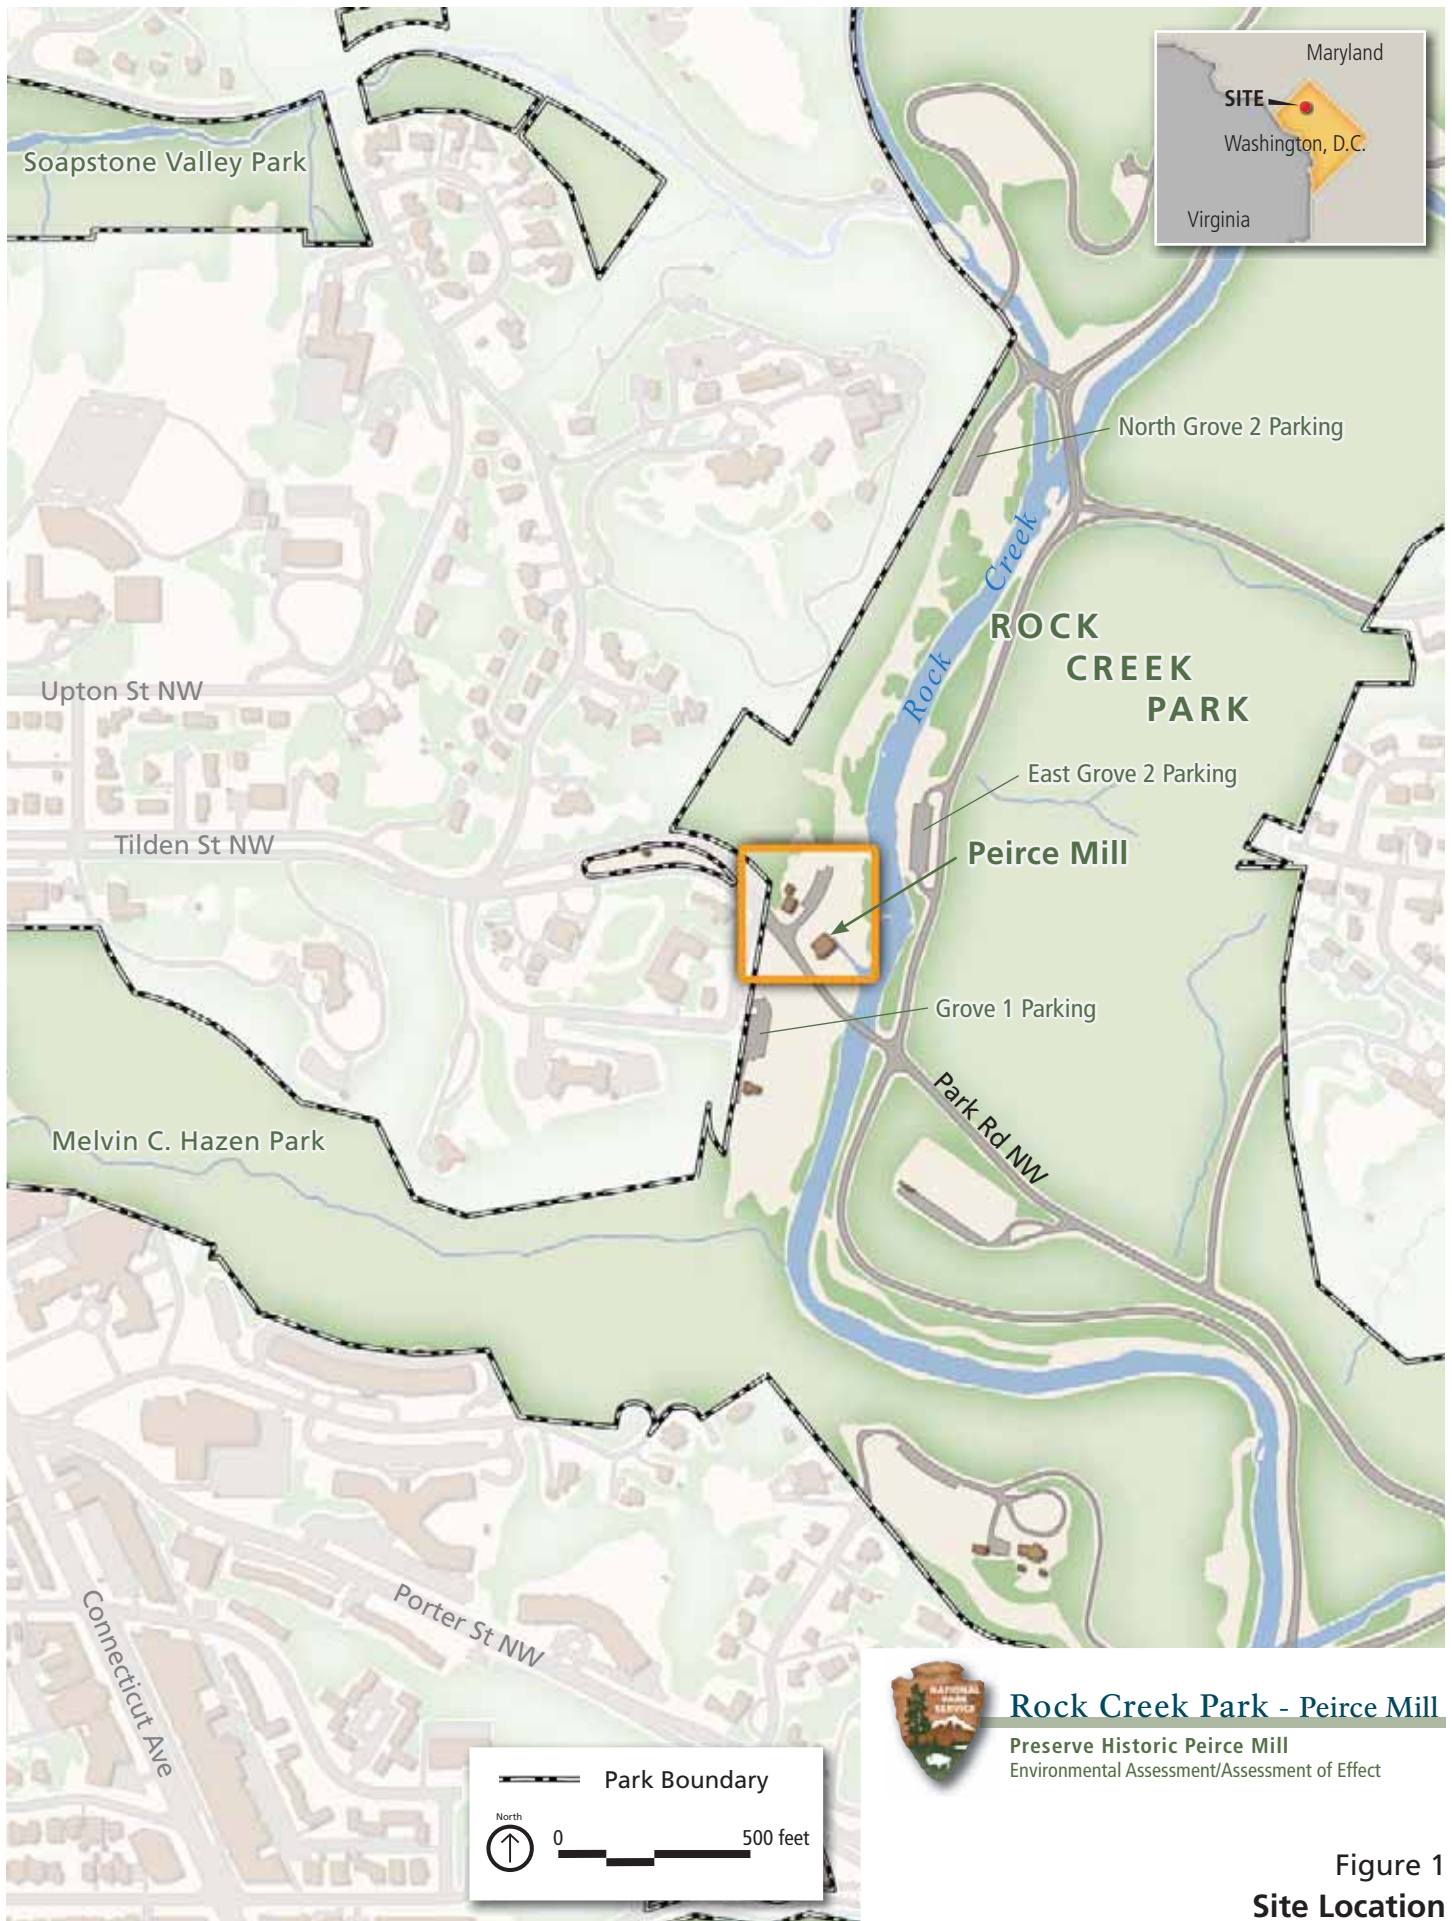 Maryland
SITE
Washington, D.C.
Virginia
Soapstone Valley Park
North Grove 2 Parking
Rock Creek
ROCK
CREEK
PARK
Upton St NW
East Grove 2 Parking
Tilden St NW
Peirce Mill
Grove 1 Parking
Park Rd NW
Melvin C. Hazen Park
Connecticut Ave
Porter St NW
NATIONAL
PARK
SERVICE
Rock Creek Park - Peirce Mill
Preserve Historic Peirce Mill
Environmental Assessment/Assessment of Effect
Park Boundary
North
0 500 feet
Figure 1
Site Location